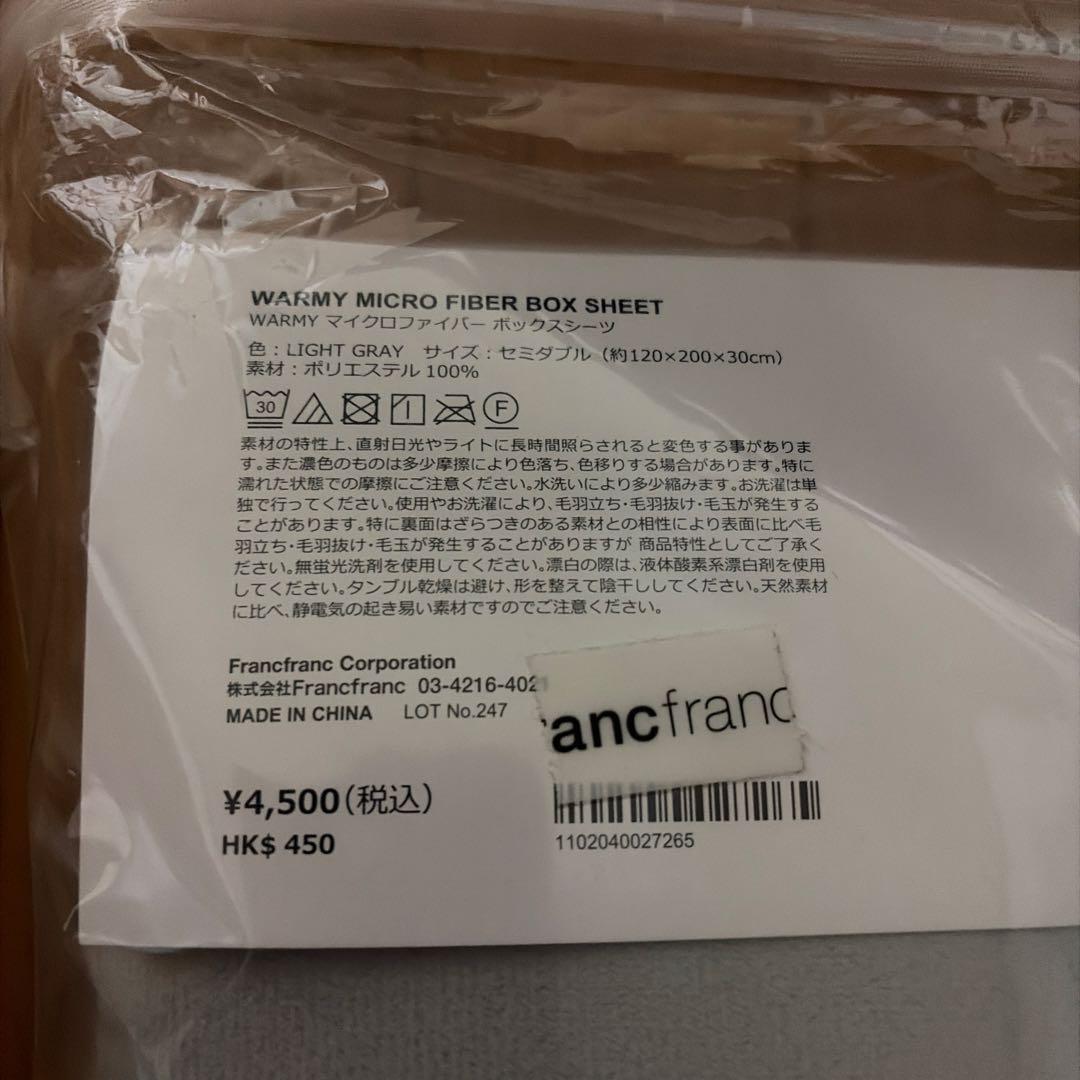 WARMY MICRO FIBER BOX SHEET
WARMY マイクロファイバー ボックスシーツ
色：LIGHT GRAY サイズ：セミダブル（約120×200×30cm）
素材：ポリエステル 100%
30 F
素材の特性上、直射日光やライトに長時間照らされると変色する事がありま
す。また濃色のものは多少摩擦により色落ち、色移りする場合があります。特に
濡れた状態での摩擦にご注意ください。水洗いにより多少縮みます。お洗濯は単
独で行ってください。使用やお洗濯により、毛羽立ち・毛羽抜け・毛玉が発生する
ことがあります。特に裏面はざらつきのある素材との相性により表面に比べ毛
羽立ち・毛羽抜け・毛玉が発生することがありますが 商品特性としてご了承く
ださい。無蛍光洗剤を使用してください。漂白の際は、液体酸素系漂白剤を使用
してください。タンブル乾燥は避け、形を整えて陰干ししてください。天然素材
に比べ、静電気の起き易い素材ですのでご注意ください。
Francfranc Corporation
株式会社Francfranc 03-4216-4021
MADE IN CHINA LOT No.247
ancfranc
¥4,500（税込）
HK$ 450
1102040027265